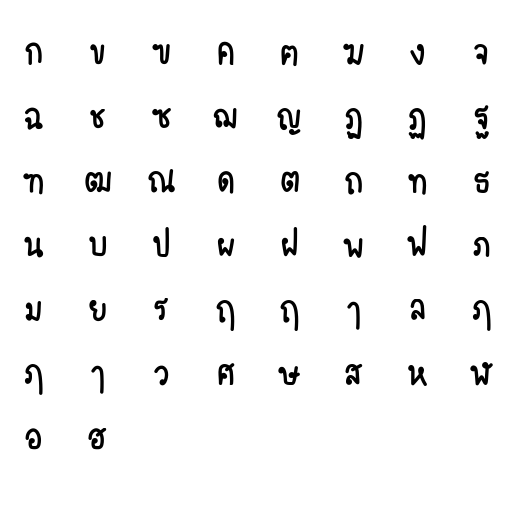 ก ข ฃ ค ฅ ฆ ง จ
ฉ ช ซ ฌ ญ ฎ ฏ ฐ
ฑ ฒ ณ ด ต ถ ท ธ
น บ ป ผ ฝ พ ฟ ภ
ม ย ร ฤ ฤ ๅ ล ฦ
ฦ ๅ ว ศ ษ ส ห ฬ
อ ฮ